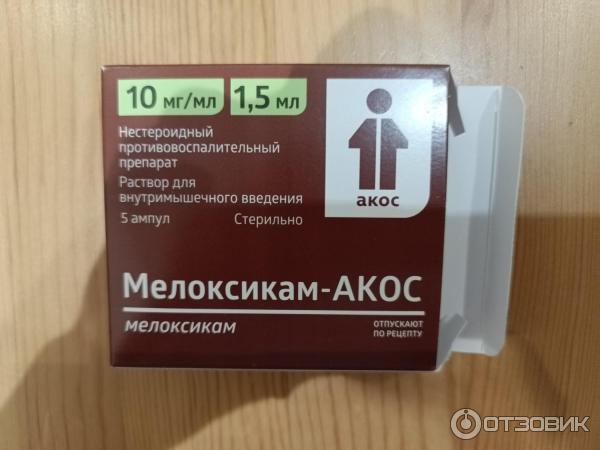 10 мг/мл 1,5 мл
Нестероидный
противовоспалительный
препарат
Раствор для
внутримышечного введения
5 ампул Стерильно
акос
Мелоксикам-АКОС
мелоксикам
ОТПУСКАЮТ
ПО РЕЦЕПТУ
ОТЗОВИК